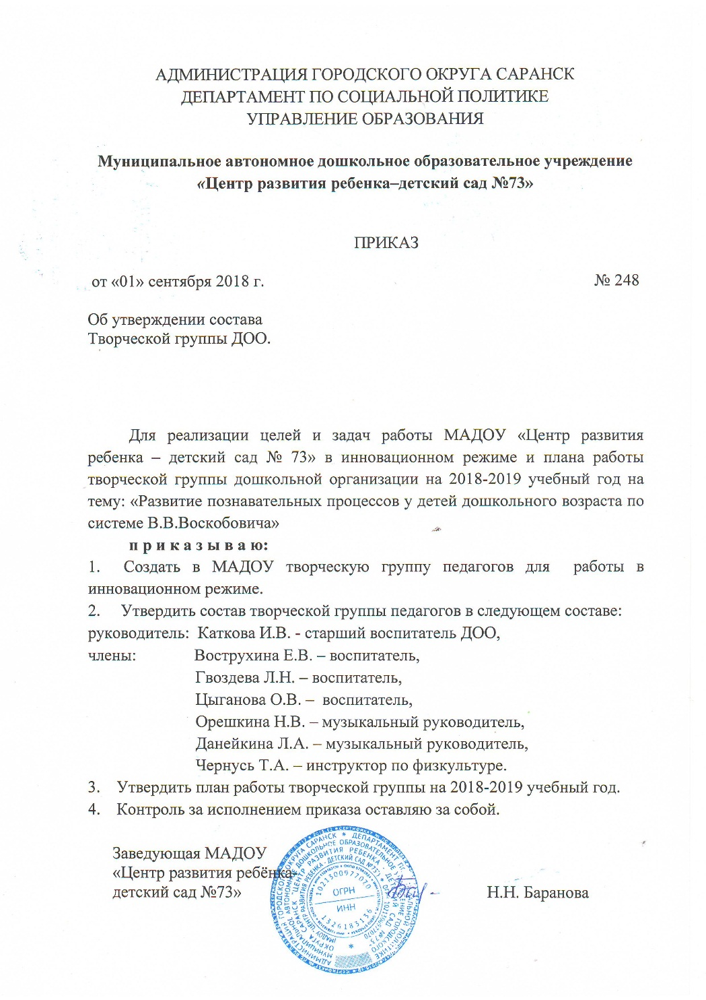 АДМИНИСТРАЦИЯ ГОРОДСКОГО ОКРУГА САРАНСК
ДЕПАРТАМЕНТ ПО СОЦИАЛЬНОЙ ПОЛИТИКЕ
УПРАВЛЕНИЕ ОБРАЗОВАНИЯ
Муниципальное автономное дошкольное образовательное учреждение
«Центр развития ребенка–детский сад №73»
ПРИКАЗ
от «01» сентября 2018 г. № 248
Об утверждении состава
Творческой группы ДОО.
Для реализации целей и задач работы МАДОУ «Центр развития
ребенка – детский сад № 73» в инновационном режиме и плана работы
творческой группы дошкольной организации на 2018-2019 учебный год на
тему: «Развитие познавательных процессов у детей дошкольного возраста по
системе В.В.Воскобовича»
п р и к а з ы в а ю:
1. Создать в МАДОУ творческую группу педагогов для работы в
инновационном режиме.
2. Утвердить состав творческой группы педагогов в следующем составе:
руководитель: Каткова И.В. - старший воспитатель ДОО,
члены: Вострухина Е.В. – воспитатель,
Гвоздева Л.Н. – воспитатель,
Цыганова О.В. – воспитатель,
Орешкина Н.В. – музыкальный руководитель,
Данейкина Л.А. – музыкальный руководитель,
Чернусь Т.А. – инструктор по физкультуре.
3. Утвердить план работы творческой группы на 2018-2019 учебный год.
4. Контроль за исполнением приказа оставляю за собой.
Заведующая МАДОУ
«Центр развития ребёнка-
детский сад №73» Н.Н. Баранова
1021300977070
ОГРН
ИНН
1326183136